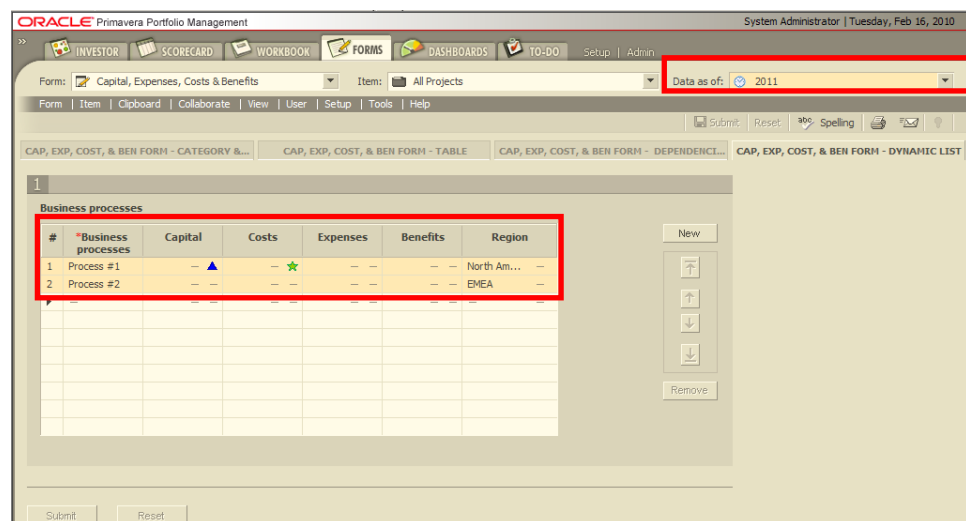 ORACLE Primavera Portfolio Management System Administrator | Tuesday, Feb 16, 2010
» INVESTOR SCORECARD WORKBOOK FORMS DASHBOARDS TO-DO Setup | Admin
Form: Capital, Expenses, Costs & Benefits Item: All Projects Data as of: 2011
Form | Item | Clipboard | Collaborate | View | User | Setup | Tools | Help
Submit Reset abc Spelling
CAP, EXP, COST, & BEN FORM - CATEGORY &... CAP, EXP, COST, & BEN FORM - TABLE CAP, EXP, COST, & BEN FORM - DEPENDENCI... CAP, EXP, COST, & BEN FORM - DYNAMIC LIST
1
Business processes
# *Business processes Capital Costs Expenses Benefits Region New
1 Process #1 — — — — — North Am... —
2 Process #2 — — — — — — — — EMEA —
— — — — — — — — — — —
Remove
Submit Reset